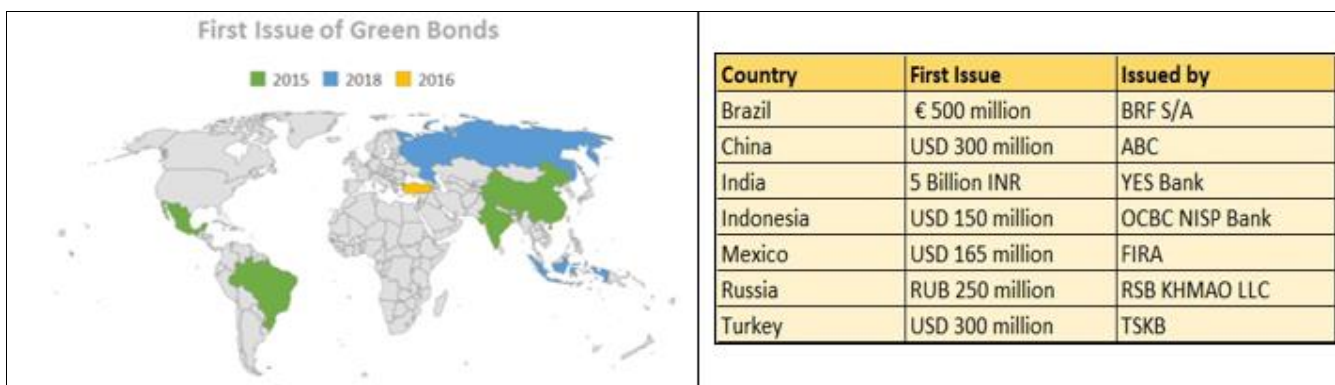 First Issue of Green Bonds
2015 2018 2016
Country First Issue Issued by
Brazil € 500 million BRF S/A
China USD 300 million ABC
India 5 Billion INR YES Bank
Indonesia USD 150 million OCBC NISP Bank
Mexico USD 165 million FIRA
Russia RUB 250 million RSB KHMAO LLC
Turkey USD 300 million TSKB